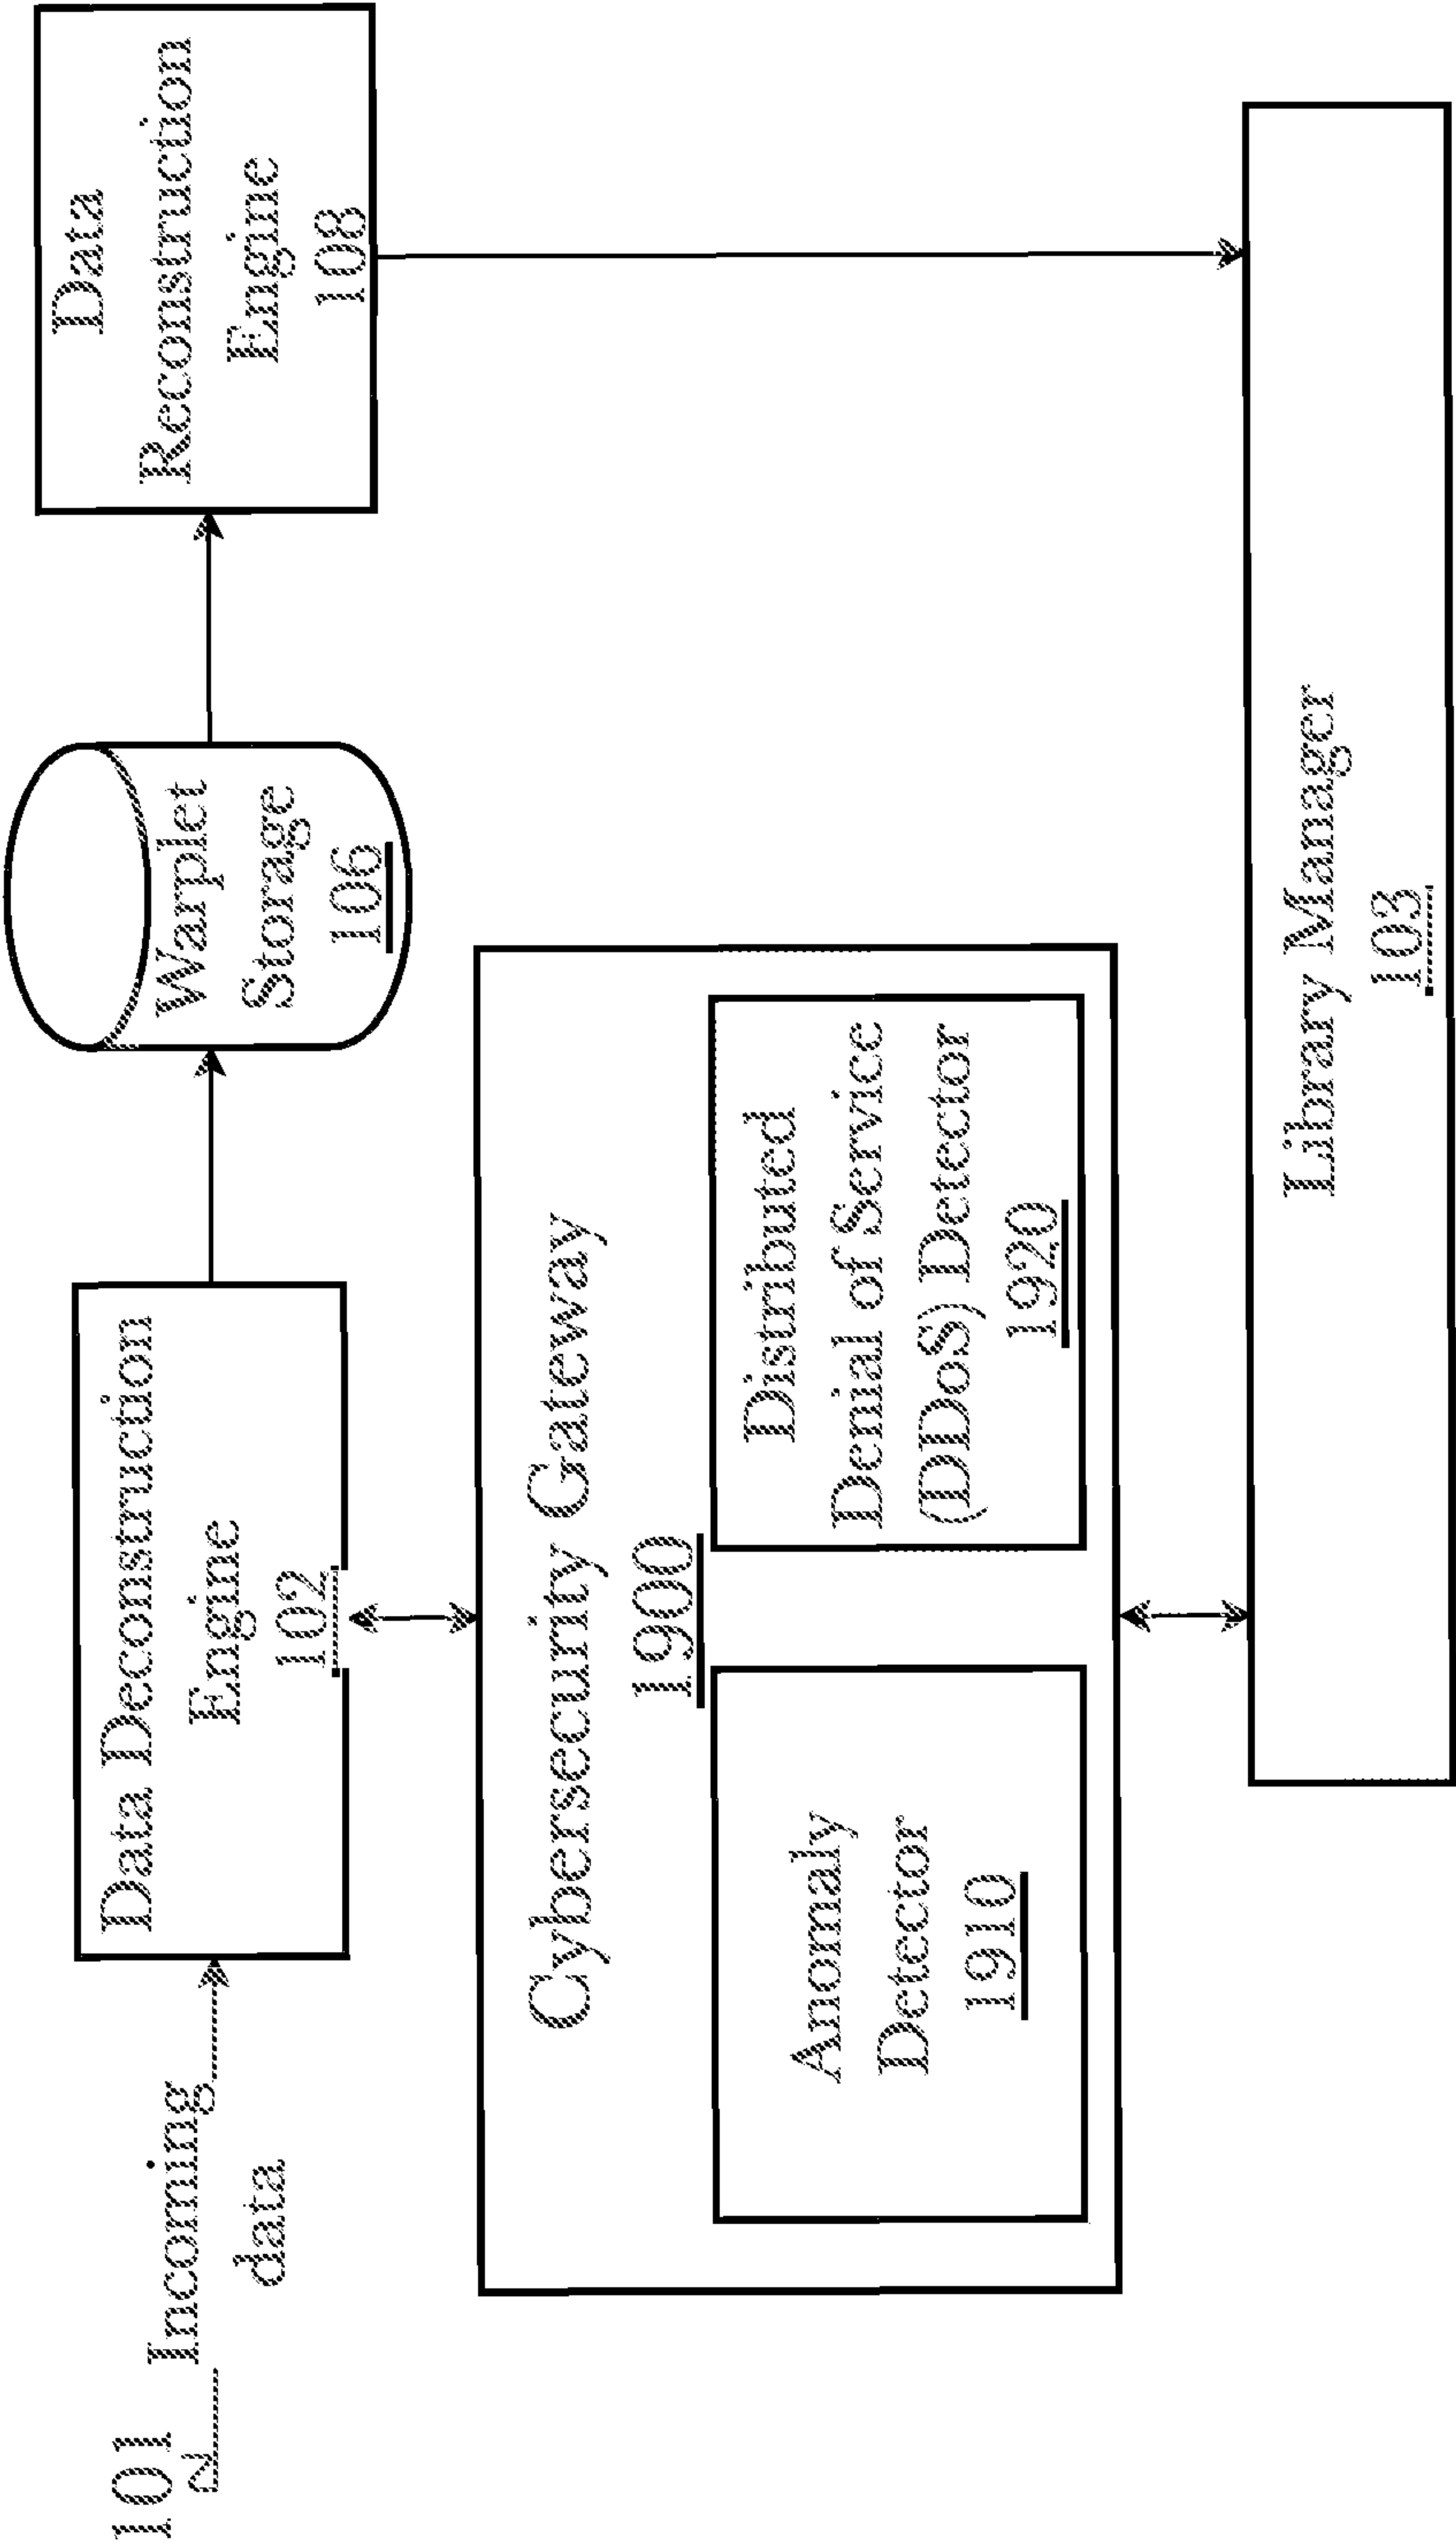 101
Incoming
data
Data Deconstruction
Engine
102
Warplet
Storage
106
Data
Reconstruction
Engine
108
Cybersecurity Gateway
1900
Anomaly
Detector
1910
Distributed
Denial of Service
(DDoS) Detector
1920
Library Manager
103